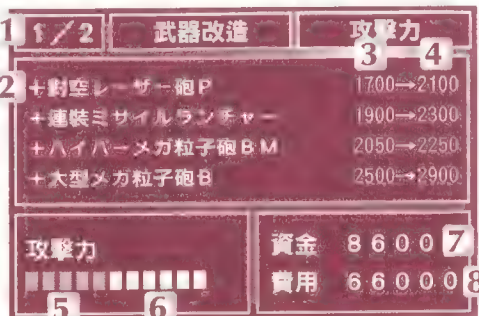 1 1/2 武器改造 攻撃力
3 4
2 +対空レーザー砲P 1700→2100
+連装ミサイルランチャー 1900→2300
+ハイパーメガ粒子砲BM 2050→2250
+大型メガ粒子砲B 2500→2900
攻撃力 資金 8600 7
費用 66000 8
5 6